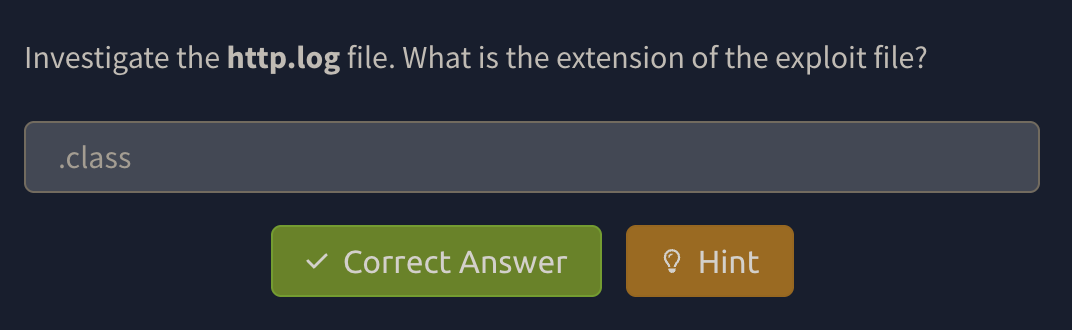 Investigate the http.log file. What is the extension of the exploit file?
.class
Correct Answer
Hint